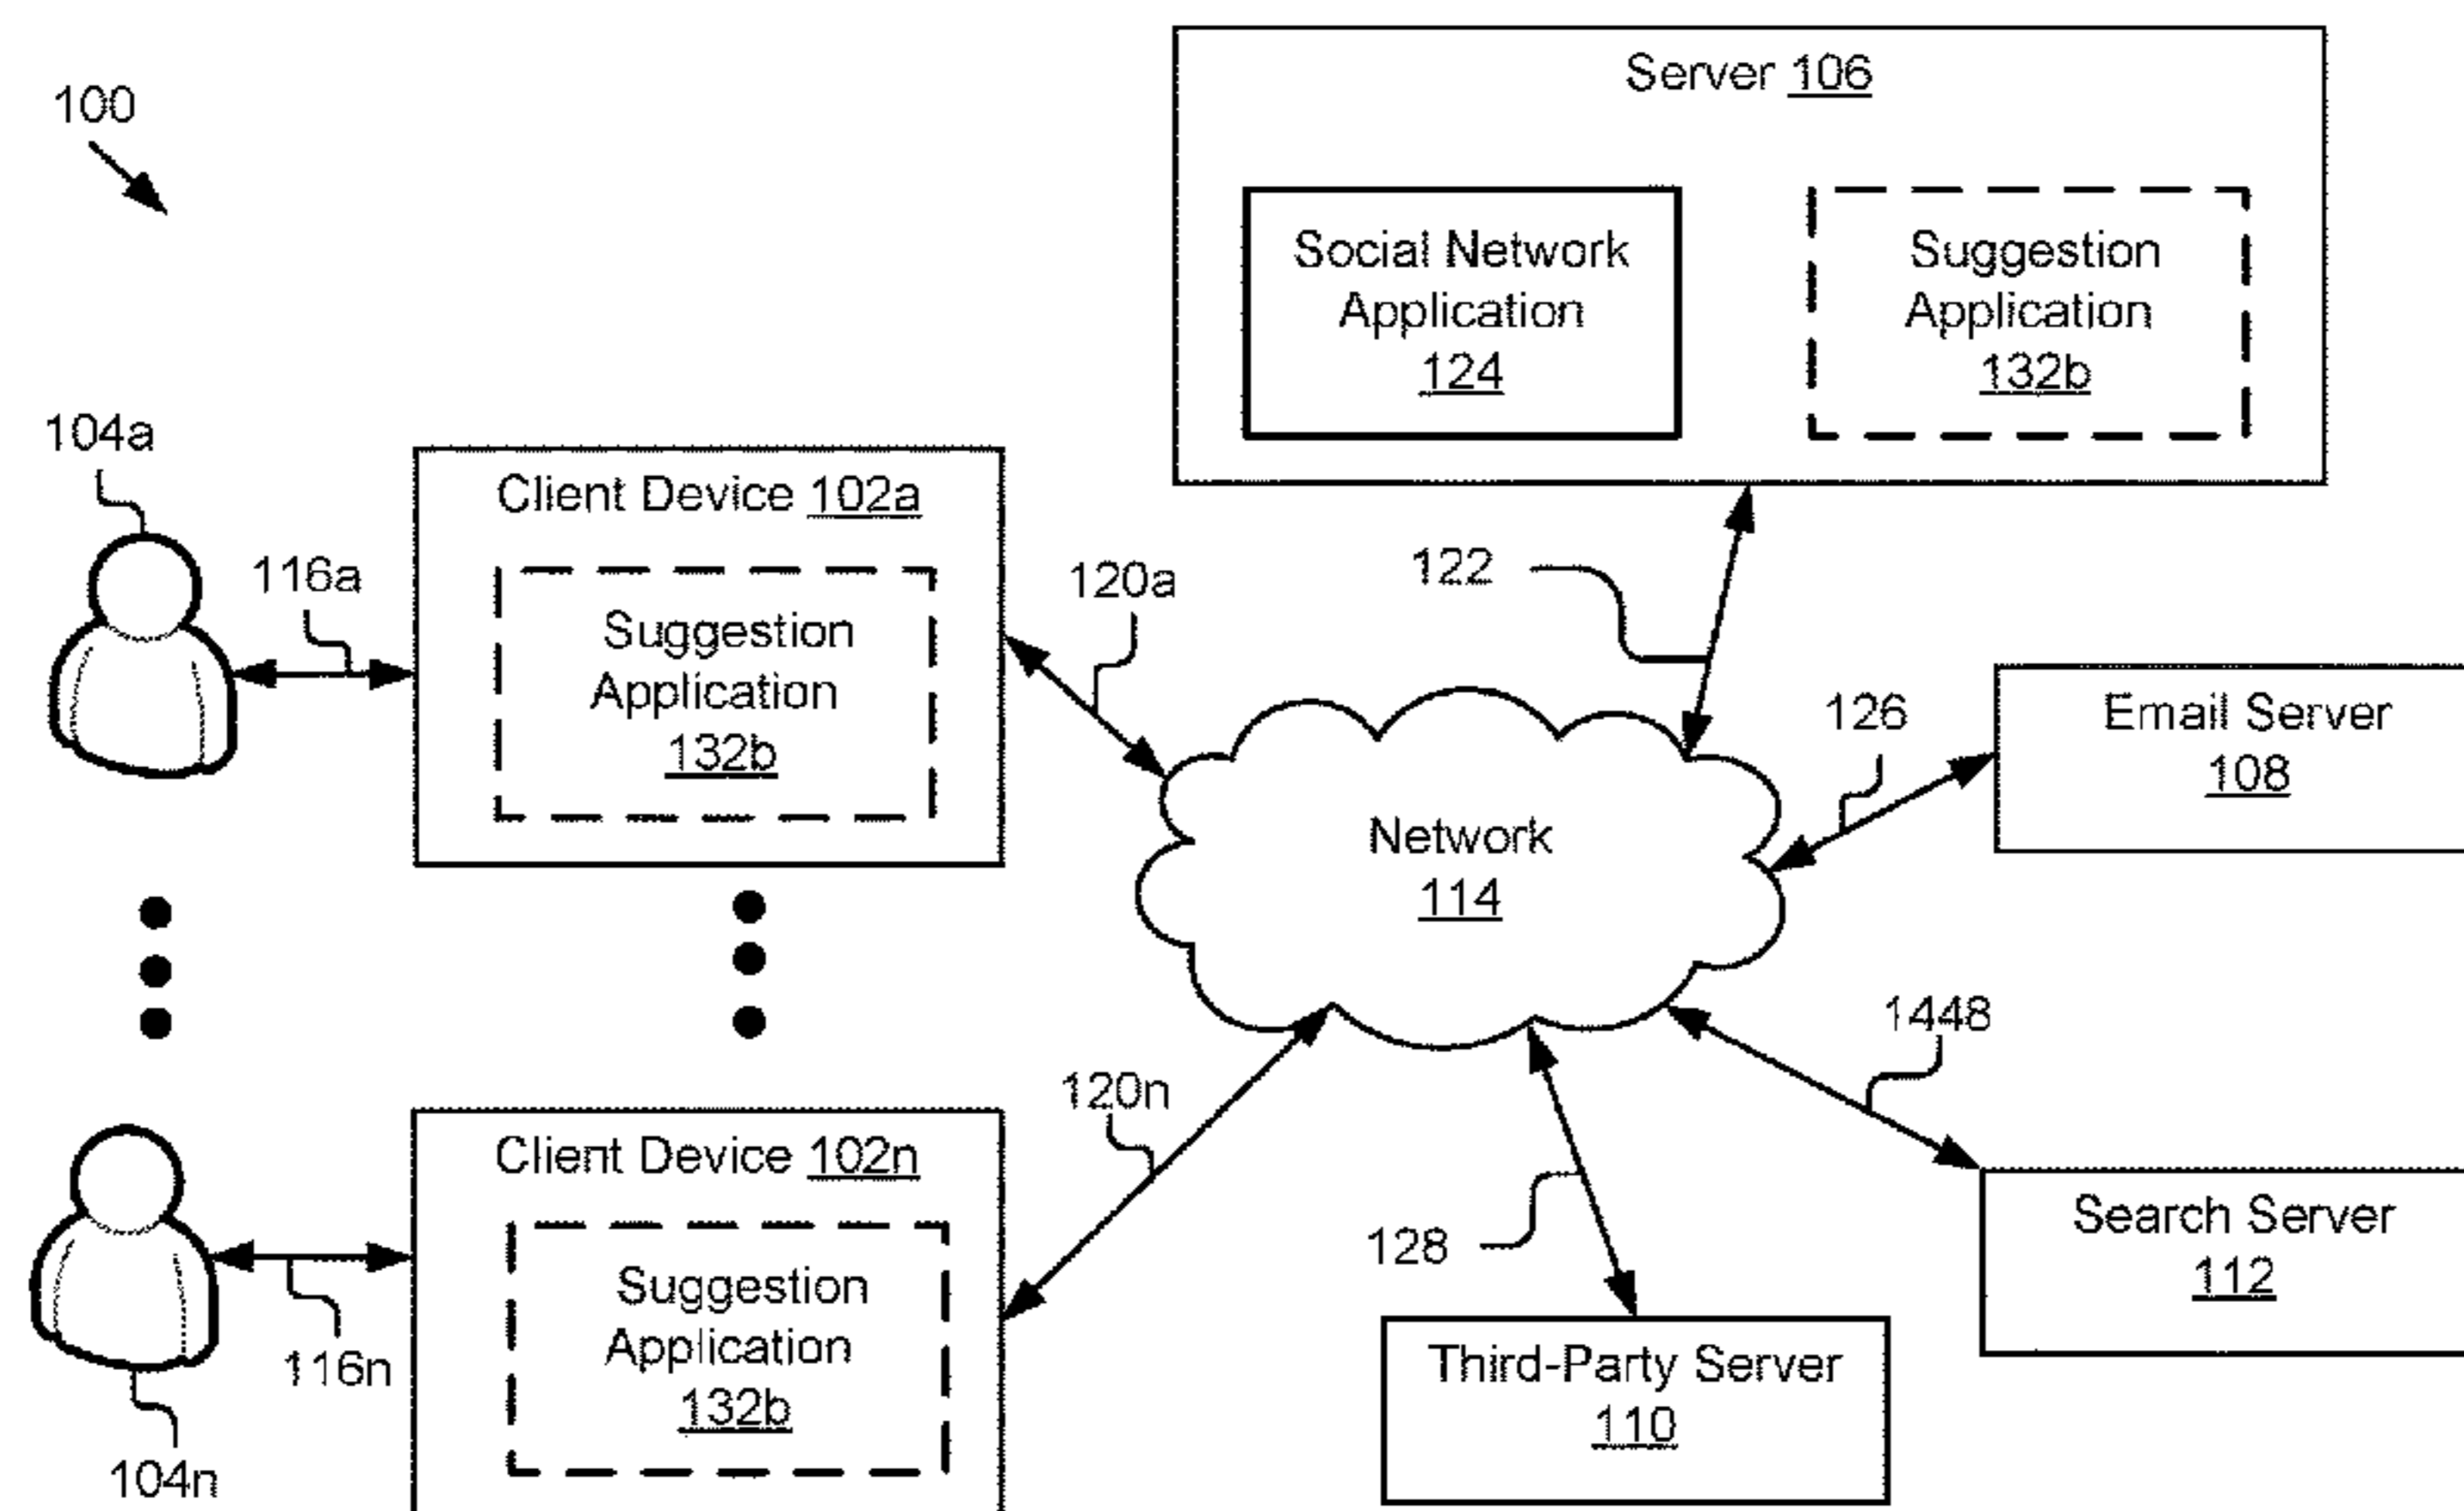 100
Server 106
Social Network
Application
124
Suggestion
Application
132b
104a
116a
Client Device 102a
Suggestion
Application
132b
120a
122
126
Email Server
108
Network
114
1448
Search Server
112
120n
128
Third-Party Server
110
Client Device 102n
Suggestion
Application
132b
116n
104n